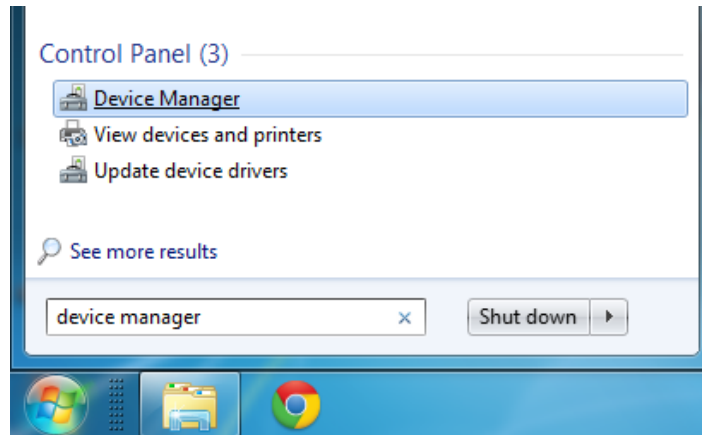 Control Panel (3)
Device Manager
View devices and printers
Update device drivers
See more results
device manager
Shut down